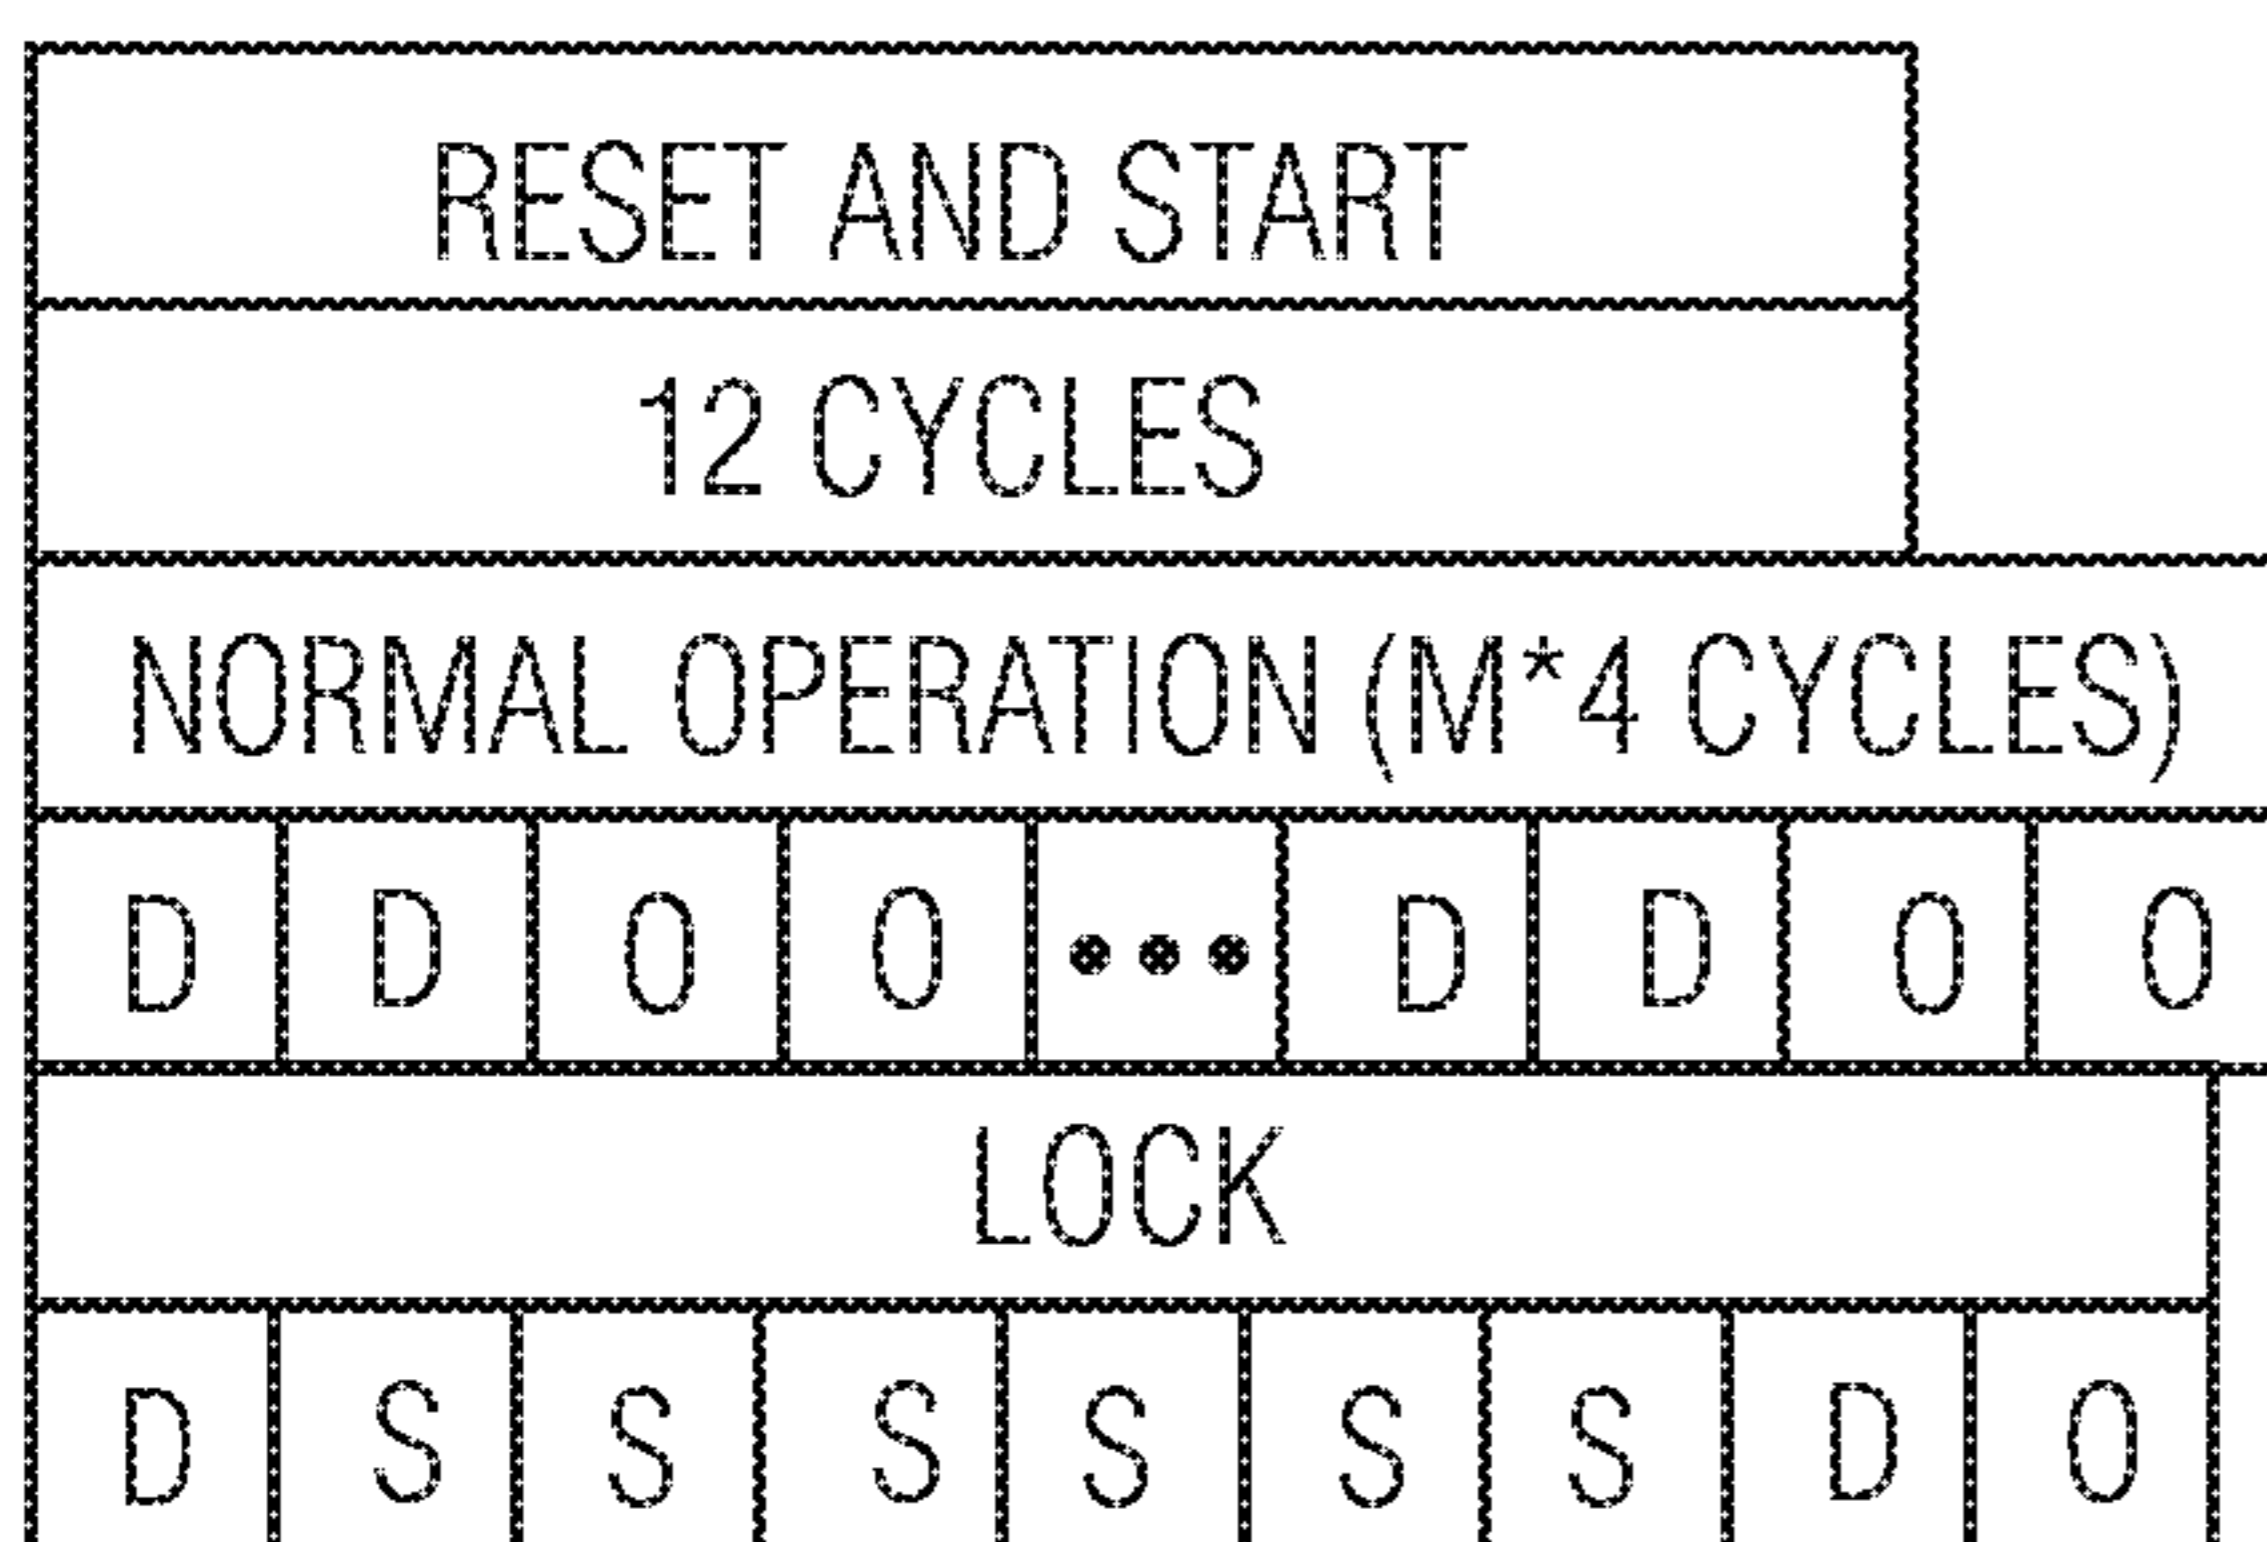 RESET AND START
12 CYCLES
NORMAL OPERATION (M*4 CYCLES)
D D O O ••• D D O O
LOCK
D S S S S S S D O